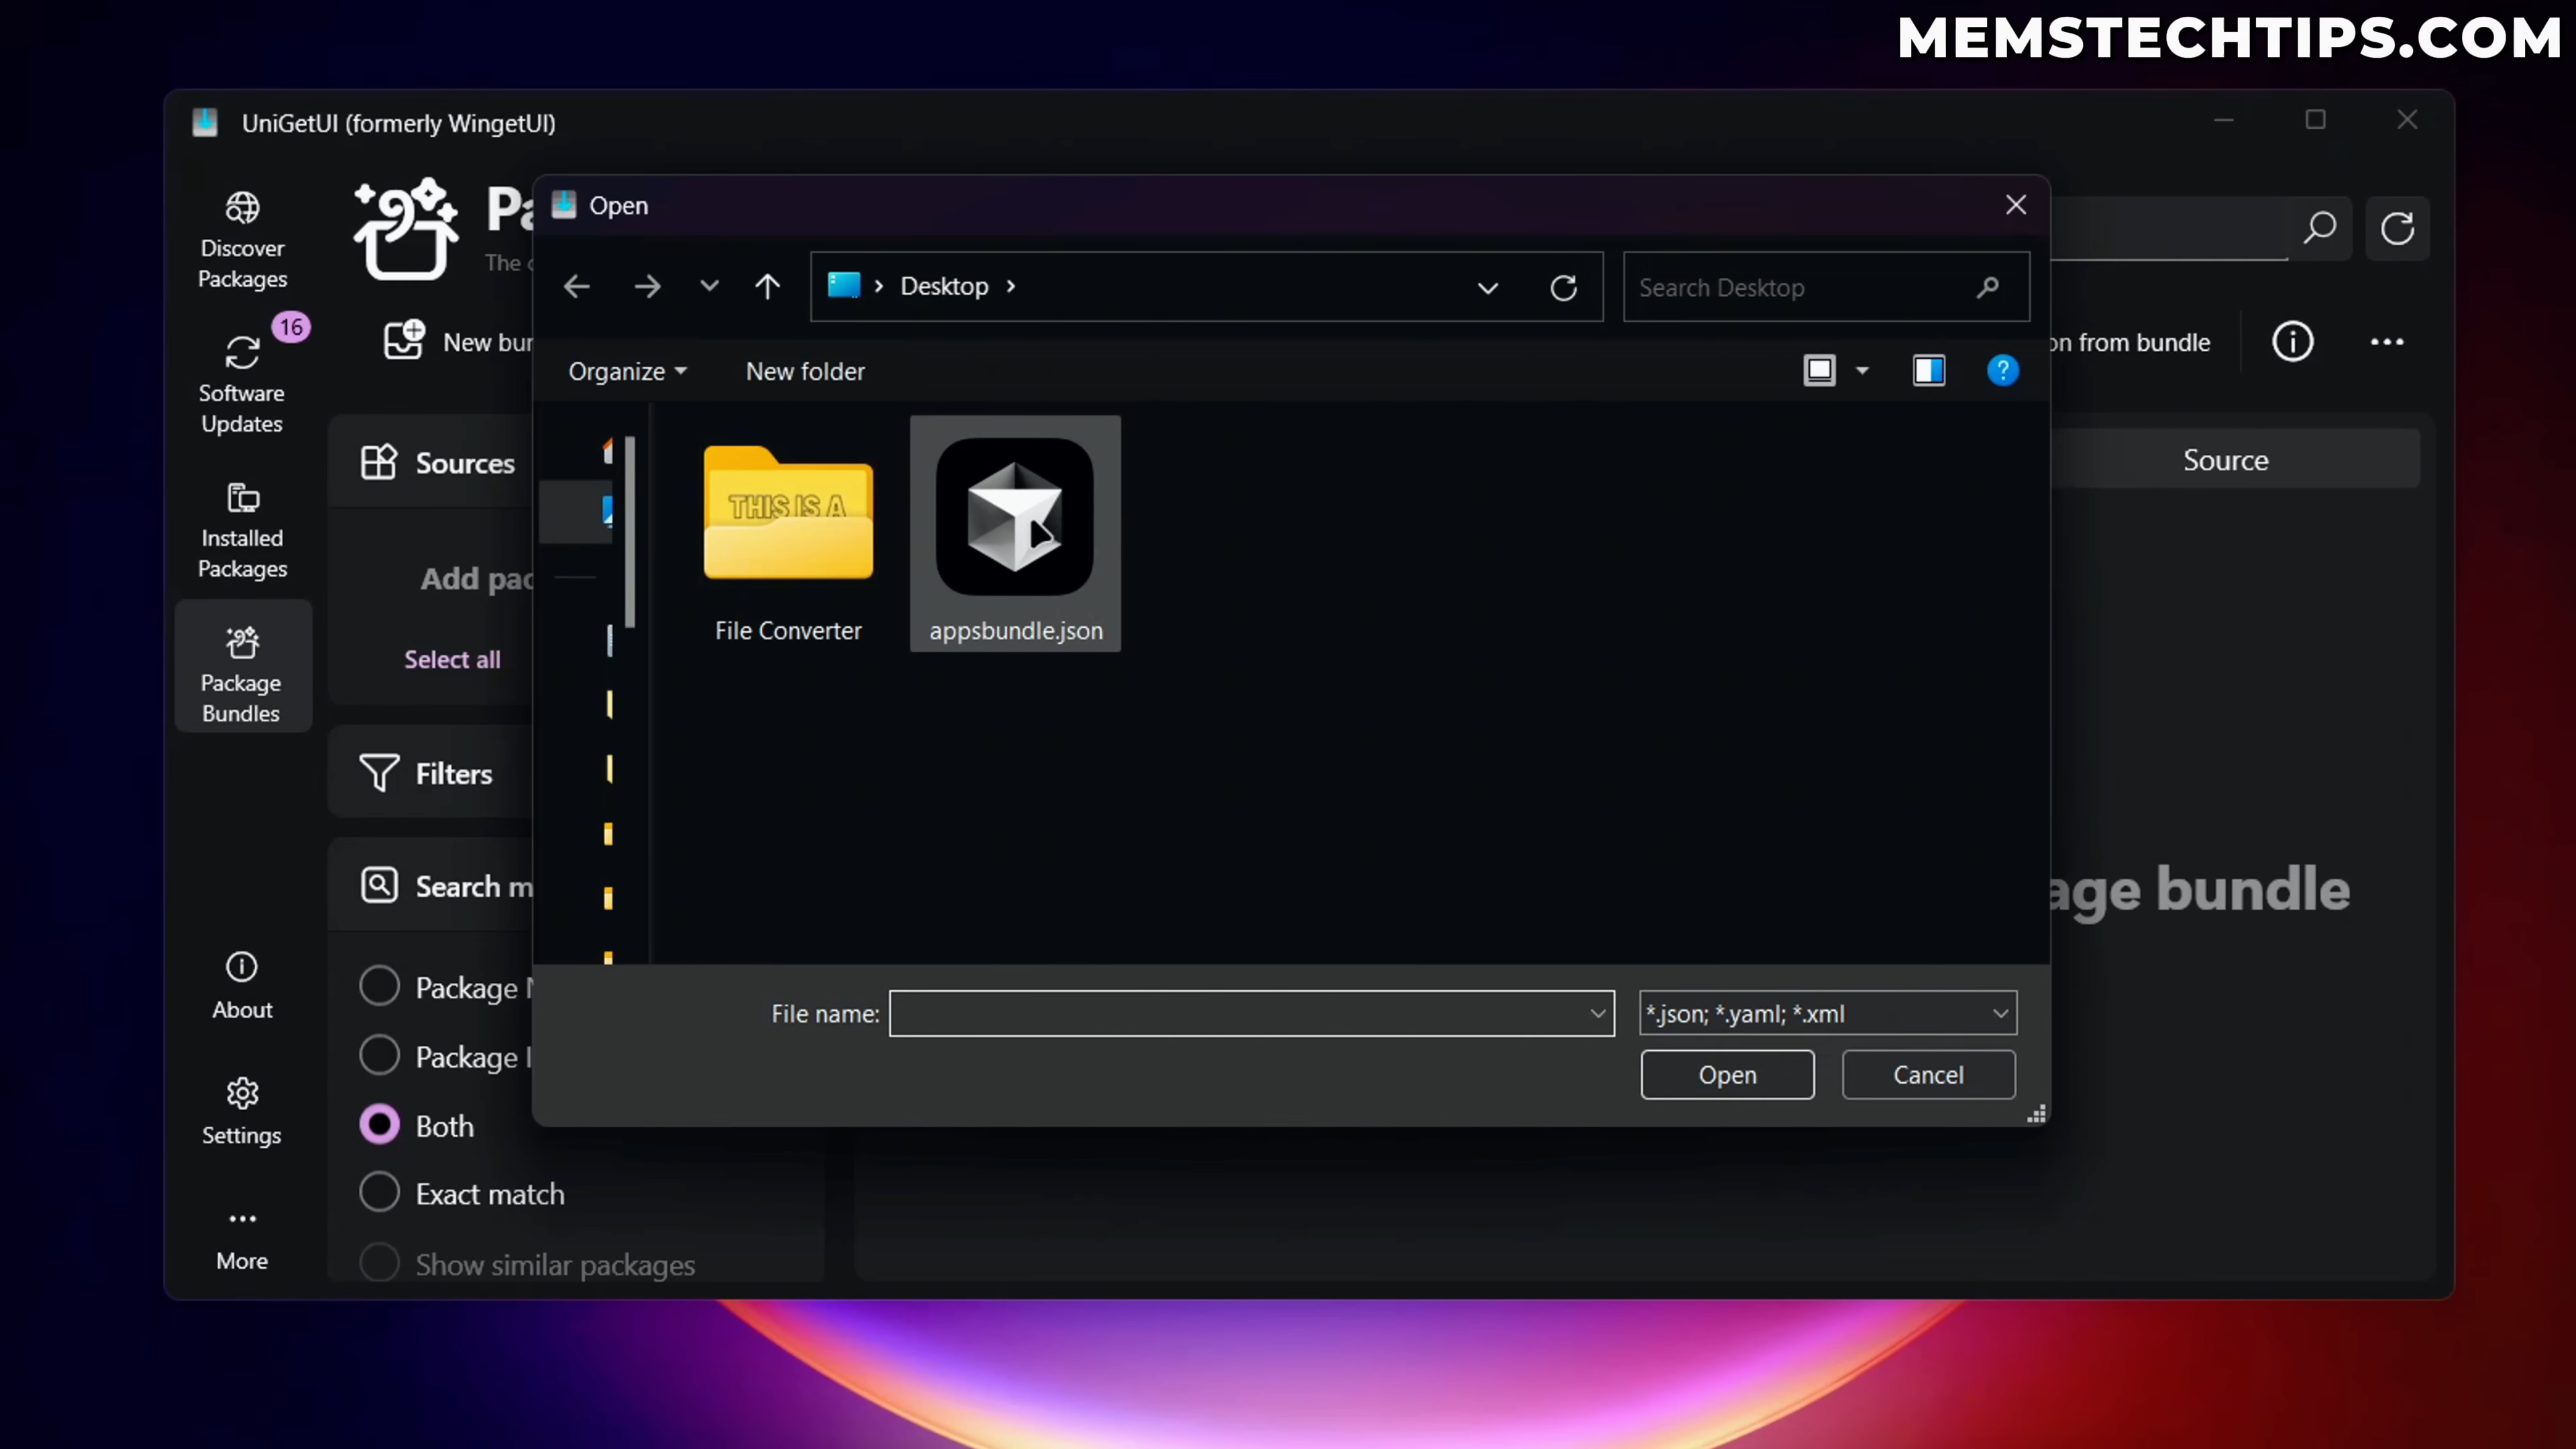 MEMSTECHTIPS.COM
UniGetUI (formerly WingetUI)
Discover
Packages
16
Software
Updates
Installed
Packages
Package
Bundles
About
Settings
More
The
New
on from bundle
Sources
Add
Select all
Filters
Search
Package
Package
Both
Exact match
Show similar packages
Source
bundle
Open
Desktop
Search Desktop
Organize
New folder
THIS IS A
File Converter
appsbundle.json
File name:
*.json; *.yaml; *.xml
Open
Cancel